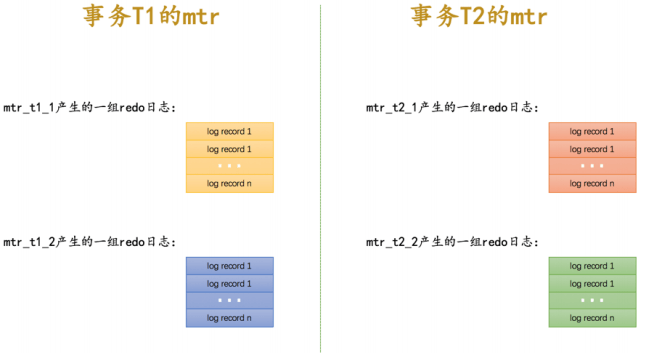 事务T1的mtr
mtr_t1_1产生的一组redo日志：
log record 1
log record 1
• • •
log record n
mtr_t1_2产生的一组redo日志：
log record 1
log record 1
• • •
log record n
事务T2的mtr
mtr_t2_1产生的一组redo日志：
log record 1
log record 1
• • •
log record n
mtr_t2_2产生的一组redo日志：
log record 1
log record 1
• • •
log record n